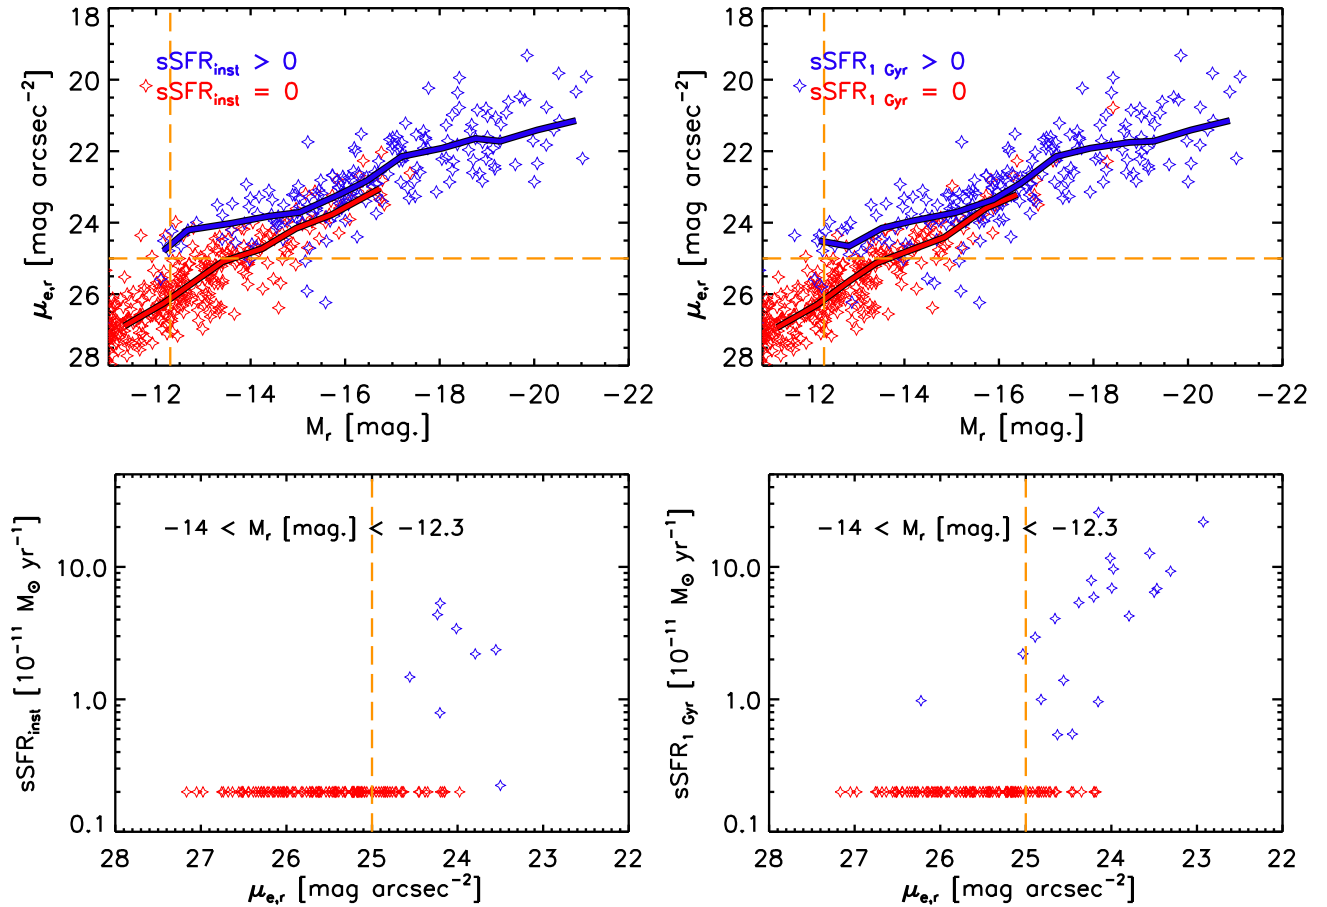 18
20
22
24
26
28
μe,r [mag arcsec−2]
sSFRinst > 0
sSFRinst = 0
−12 −14 −16 −18 −20 −22
Mr [mag.]
18
20
22
24
26
28
μe,r [mag arcsec−2]
sSFR1 Gyr > 0
sSFR1 Gyr = 0
−12 −14 −16 −18 −20 −22
Mr [mag.]
10.0
1.0
0.1
sSFRinst [10−11 M⊙ yr−1]
−14 < Mr [mag.] < −12.3
28 27 26 25 24 23 22
μe,r [mag arcsec−2]
10.0
1.0
0.1
sSFR1 Gyr [10−11 M⊙ yr−1]
−14 < Mr [mag.] < −12.3
28 27 26 25 24 23 22
μe,r [mag arcsec−2]